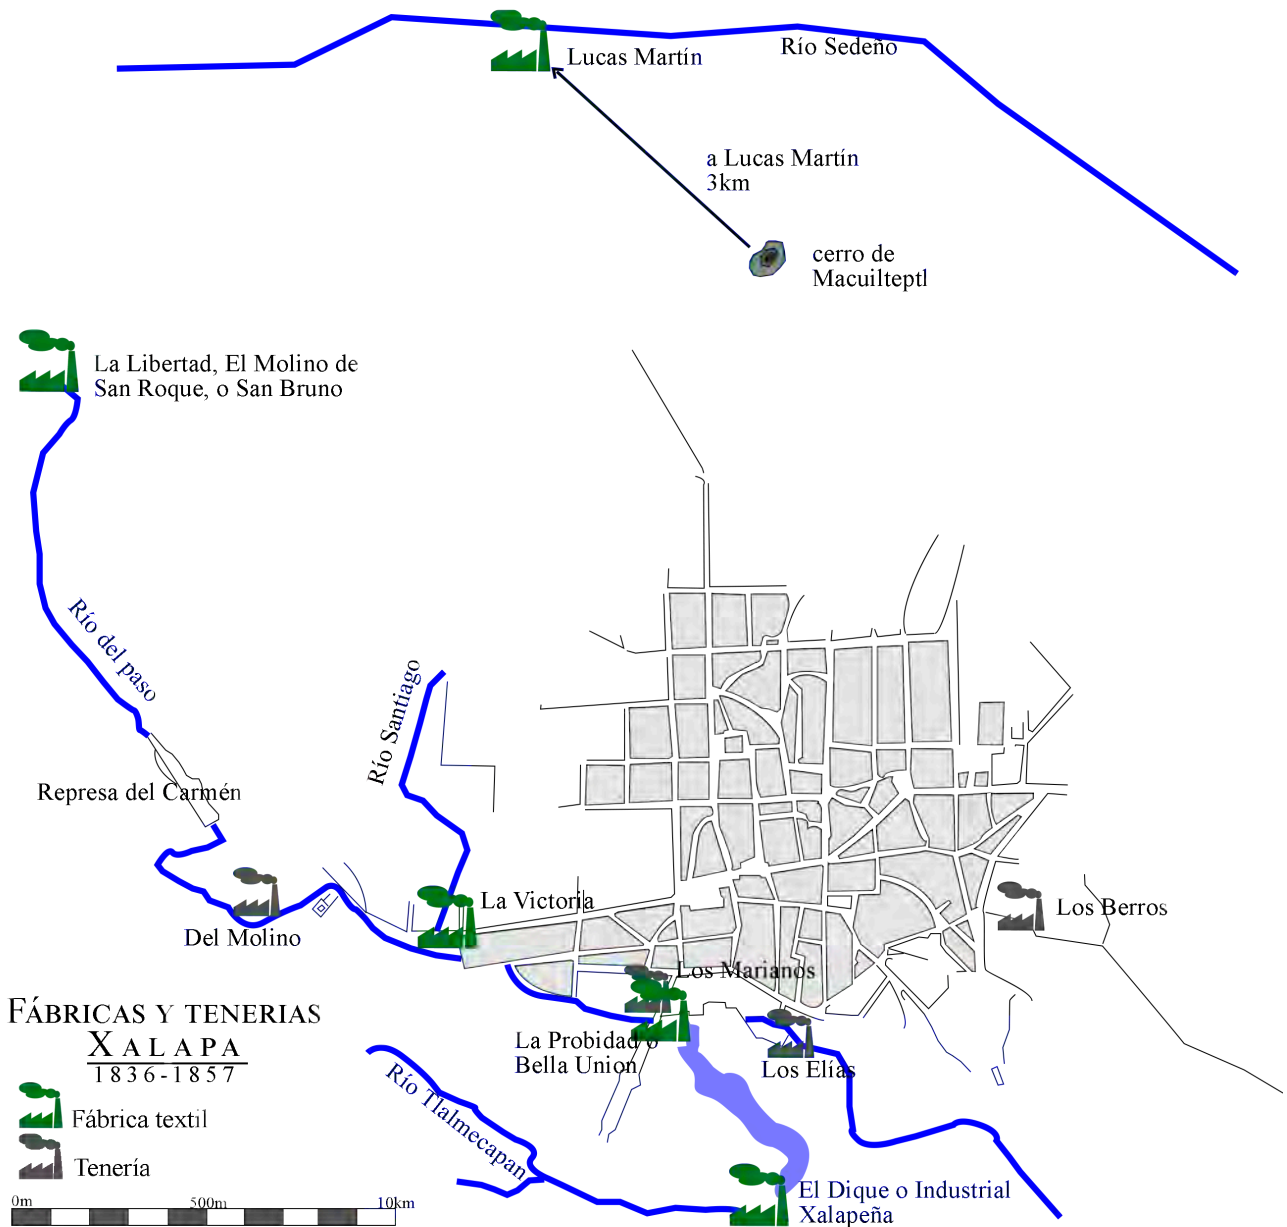 Río Sedeño
Lucas Martín
a Lucas Martín
3km
cerro de
Macuilteptl
La Libertad, El Molino de
San Roque, o San Bruno
Río del paso
Río Santiago
Represa del Carmén
La Victoria
Los Berros
Del Molino
Los Marianos
FÁBRICAS Y TENERIAS
XALAPA
1836-1857
La Probidad o
Bella Union
Los Elías
Río Tlalmecapan
Fábrica textil
Tenería
El Dique o Industrial
Xalapeña
0m 500m 10km